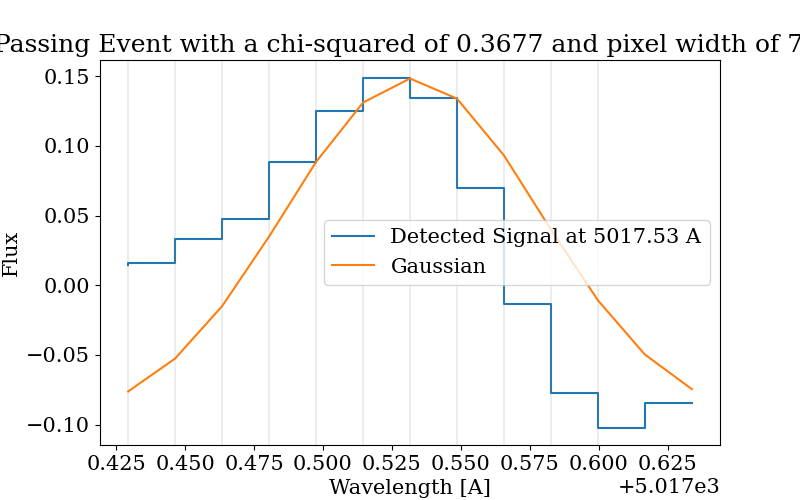 Passing Event with a chi-squared of 0.3677 and pixel width of 7
0.15
0.10
0.05
0.00
−0.05
−0.10
Flux
Detected Signal at 5017.53 A
Gaussian
0.425 0.450 0.475 0.500 0.525 0.550 0.575 0.600 0.625
Wavelength [A]
+5.017e3